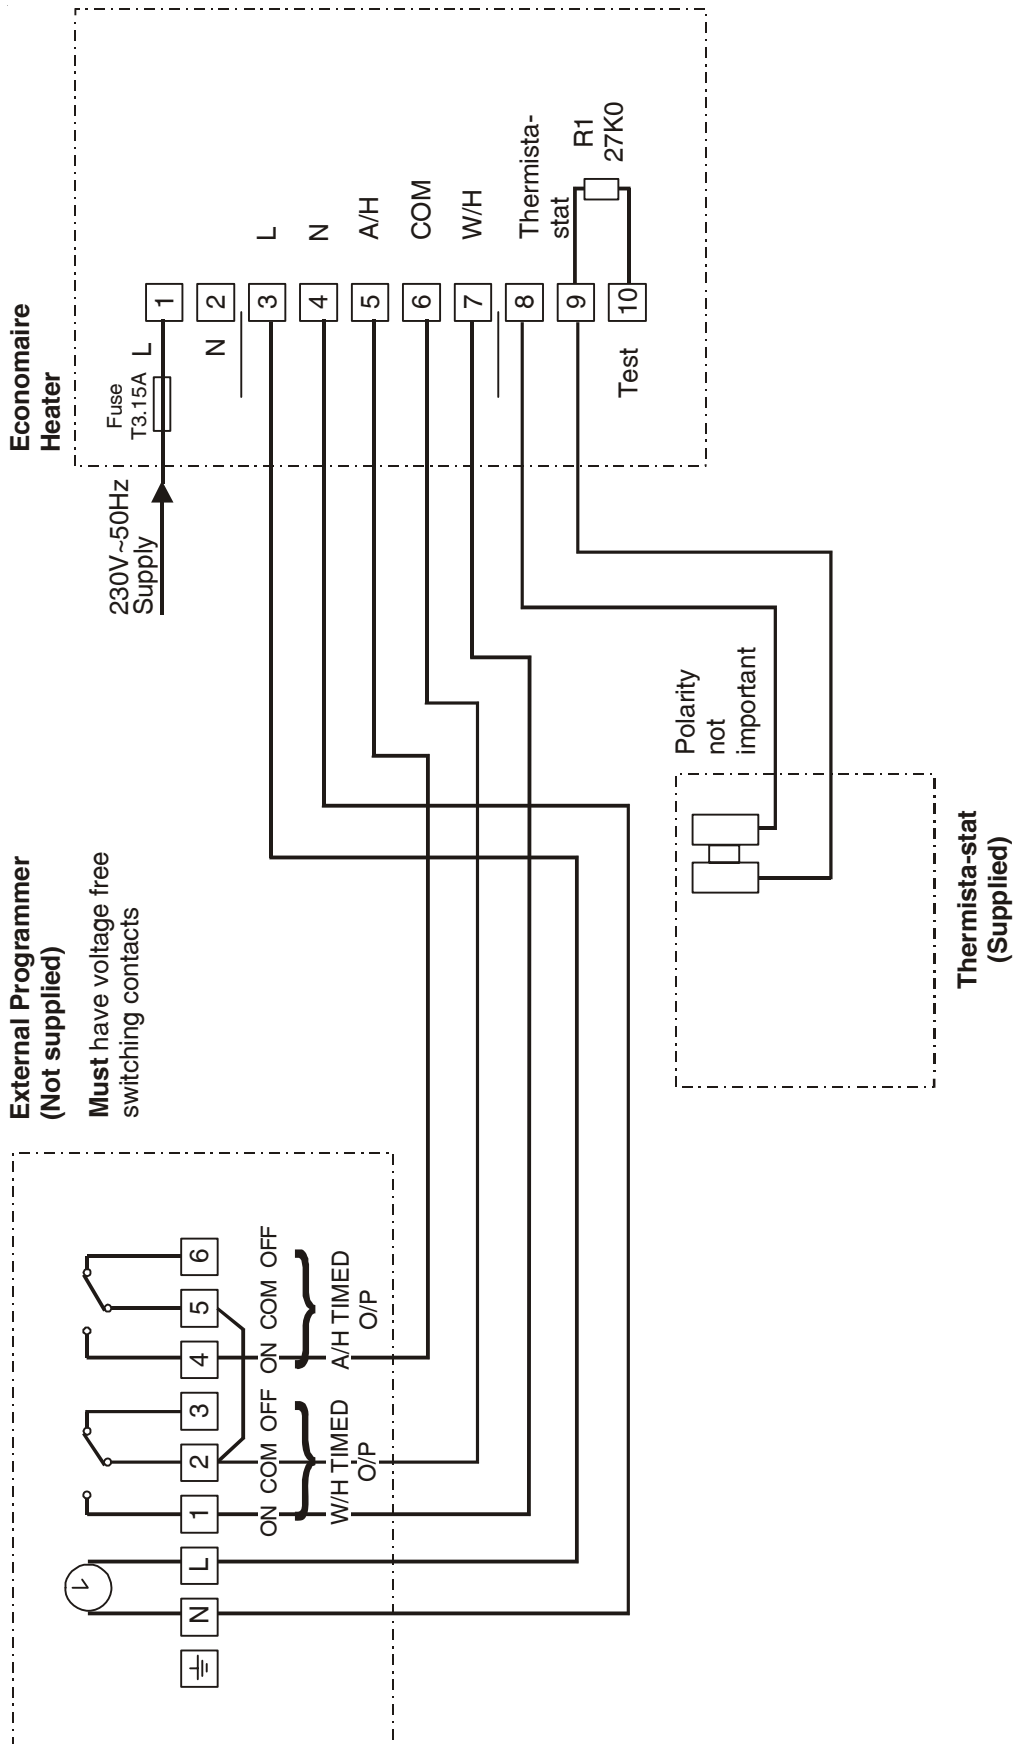 Economaire
Heater
Fuse
T3.15A
L
N
230V~50Hz
Supply
1
2
3
4
5
6
7
8
9
10
L
N
A/H
COM
W/H
Thermista-
stat
R1
27K0
Test
External Programmer
(Not supplied)
Must have voltage free
switching contacts
N
L
1
2
3
4
5
6
ON COM OFF
ON COM OFF
W/H TIMED
O/P
A/H TIMED
O/P
Polarity
not
important
Thermista-stat
(Supplied)